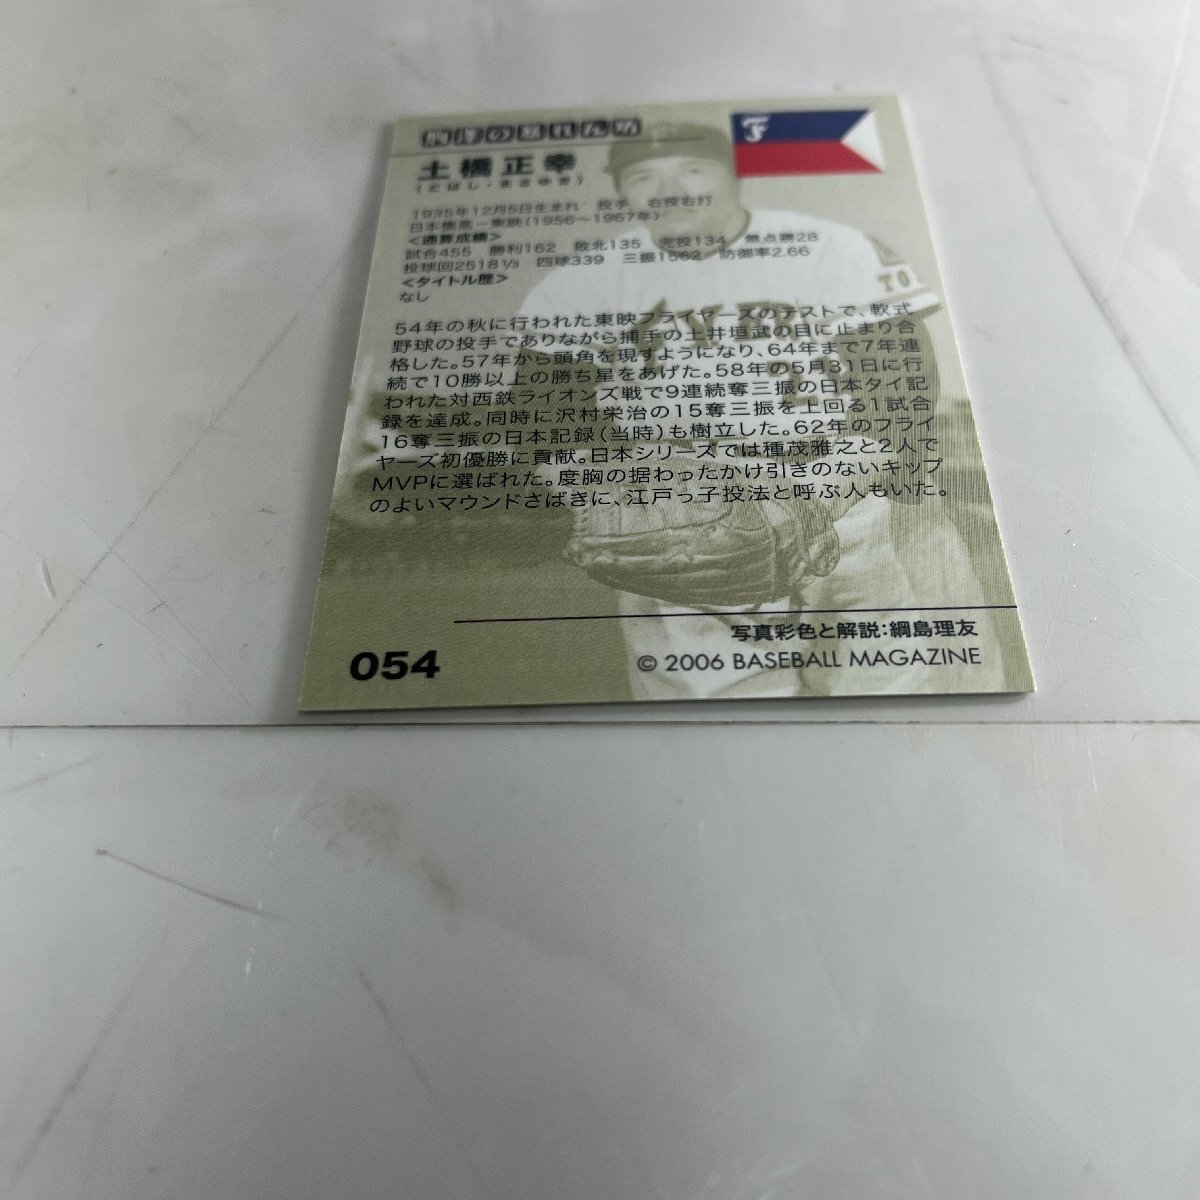 駒澤の暴れん坊
土橋正幸
(どばし・まさゆき)
1935年12月5日生まれ 投手 右投右打
日本橋高－東映(1956～1967年)
<通算成績>
試合455 勝利162 敗北135 完投134 無点勝28
投球回2518 1/3 四球339 三振1562 防御率2.66
<タイトル歴>
なし
54年の秋に行われた東映フライヤーズのテストで、軟式
野球の投手でありながら捕手の土井垣武の目に止まり合
格した。57年から頭角を現すようになり、64年まで7年連
続で10勝以上の勝ち星をあげた。58年の5月31日に行
われた対西鉄ライオンズ戦で9連続奪三振の日本タイ記
録を達成。同時に沢村栄治の15奪三振を上回る1試合
16奪三振の日本記録(当時)も樹立した。62年のフライ
ヤーズ初優勝に貢献。日本シリーズでは種茂雅之と2人で
MVPに選ばれた。度胸の据わったかけ引きのないキップ
のよいマウンドさばきに、江戸っ子投法と呼ぶ人もいた。
写真彩色と解説:綱島理友
054
© 2006 BASEBALL MAGAZINE